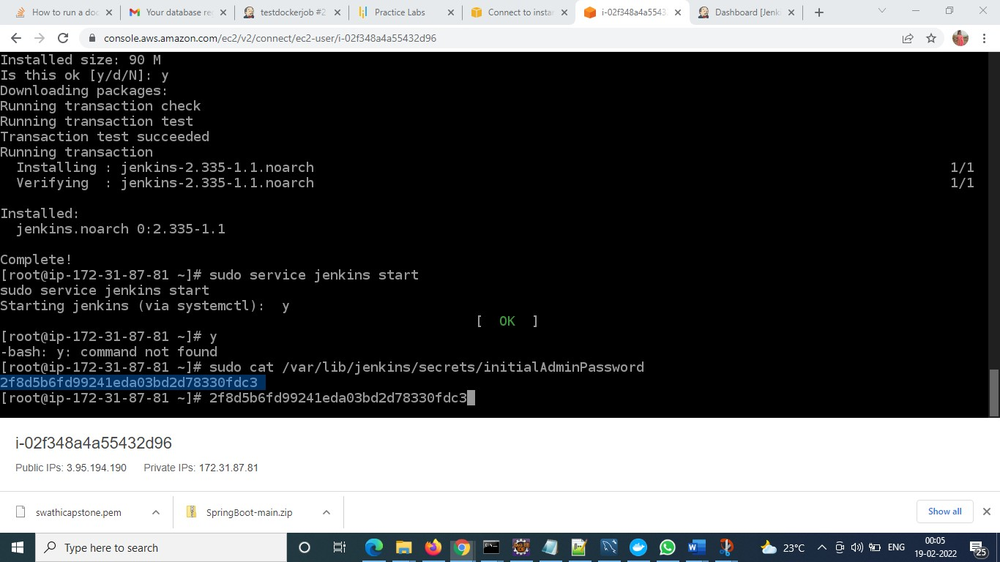 How to run a doc
Your database re
testdockerjob #2
Practice Labs
Connect to insta
i-02f348a4a5543
Dashboard [Jenk
console.aws.amazon.com/ec2/v2/connect/ec2-user/i-02f348a4a55432d96
Installed size: 90 M
Is this ok [y/d/N]: y
Downloading packages:
Running transaction check
Running transaction test
Transaction test succeeded
Running transaction
Installing : jenkins-2.335-1.1.noarch 1/1
Verifying : jenkins-2.335-1.1.noarch 1/1
Installed:
jenkins.noarch 0:2.335-1.1
Complete!
[root@ip-172-31-87-81 ~]# sudo service jenkins start
sudo service jenkins start
Starting jenkins (via systemctl): y
[ OK ]
[root@ip-172-31-87-81 ~]# y
-bash: y: command not found
[root@ip-172-31-87-81 ~]# sudo cat /var/lib/jenkins/secrets/initialAdminPassword
2f8d5b6fd99241eda03bd2d78330fdc3
[root@ip-172-31-87-81 ~]# 2f8d5b6fd99241eda03bd2d78330fdc3
i-02f348a4a55432d96
Public IPs: 3.95.194.190 Private IPs: 172.31.87.81
swathicapstone.pem
SpringBoot-main.zip
Show all
Type here to search
23°C
ENG
00:05
19-02-2022
25